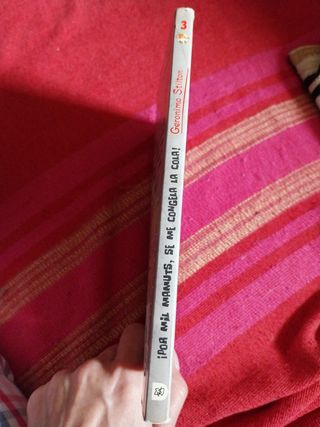 3
Geronimo Stilton
¡POR MIL MAMUTS, SE ME CONGELA LA COLA!